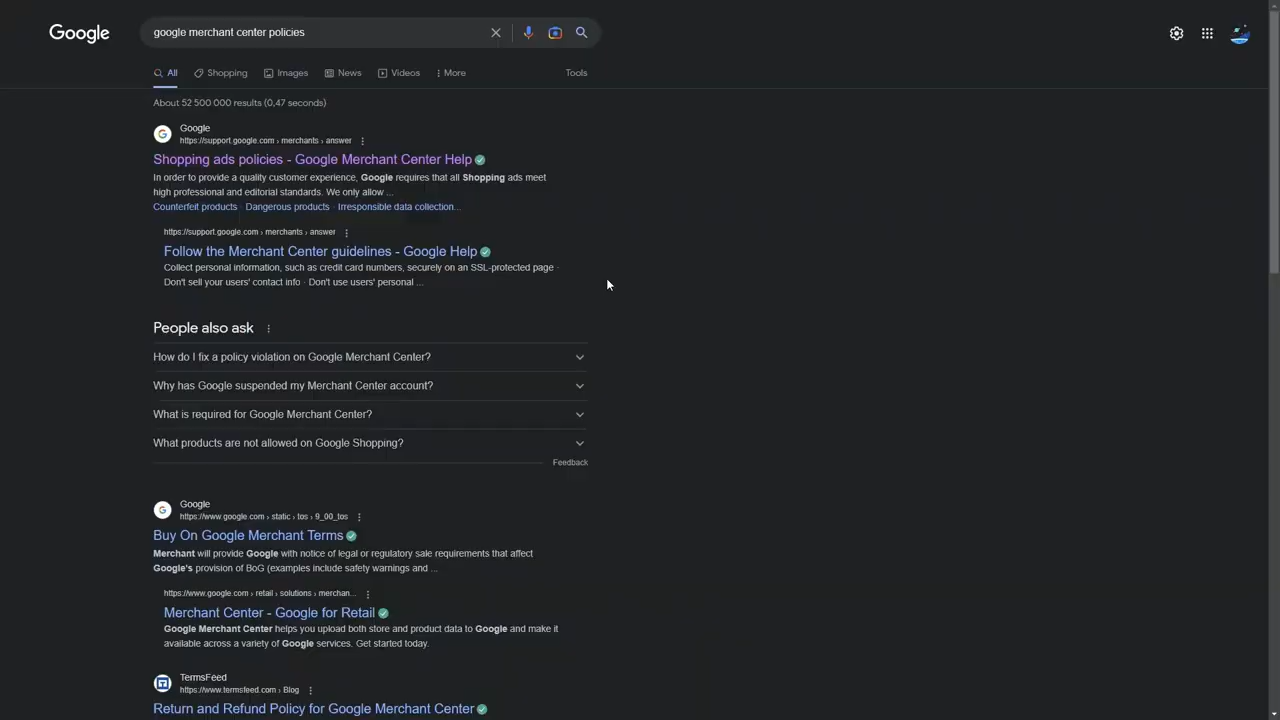 Google
google merchant center policies
All Shopping Images News Videos More Tools
About 52 500 000 results (0,47 seconds)
Google
https://support.google.com › merchants › answer
Shopping ads policies - Google Merchant Center Help
In order to provide a quality customer experience, Google requires that all Shopping ads meet
high professional and editorial standards. We only allow ...
Counterfeit products · Dangerous products · Irresponsible data collection...
https://support.google.com › merchants › answer
Follow the Merchant Center guidelines - Google Help
Collect personal information, such as credit card numbers, securely on an SSL-protected page ·
Don't sell your users' contact info · Don't use users' personal ...
People also ask
How do I fix a policy violation on Google Merchant Center?
Why has Google suspended my Merchant Center account?
What is required for Google Merchant Center?
What products are not allowed on Google Shopping?
Feedback
Google
https://www.google.com › static › tos › 9_00_tos
Buy On Google Merchant Terms
Merchant will provide Google with notice of legal or regulatory sale requirements that affect
Google's provision of BoG (examples include safety warnings and ...
https://www.google.com › retail › solutions › merchan...
Merchant Center - Google for Retail
Google Merchant Center helps you upload both store and product data to Google and make it
available across a variety of Google services. Get started today.
TermsFeed
https://www.termsfeed.com › Blog
Return and Refund Policy for Google Merchant Center